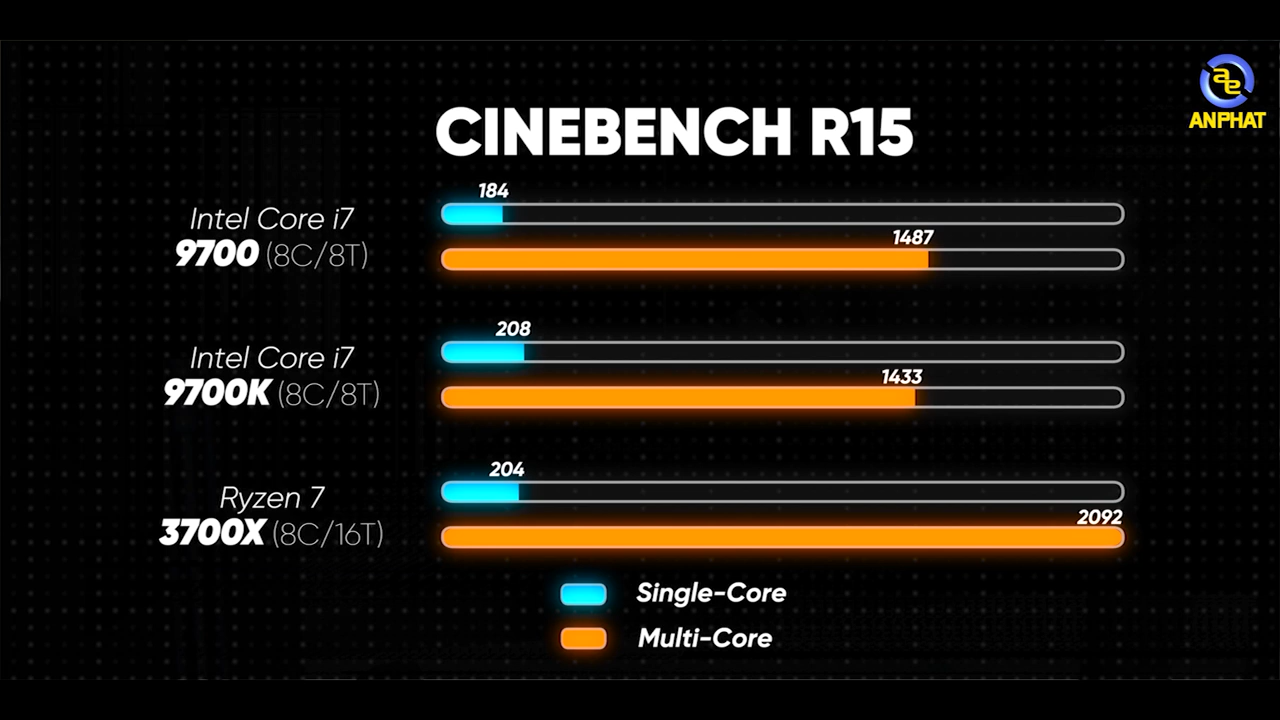 ae
ANPHAT
CINEBENCH R15
184
Intel Core i7
9700 (8C/8T)
1487
208
Intel Core i7
9700K (8C/8T)
1433
204
Ryzen 7
3700X (8C/16T)
2092
Single-Core
Multi-Core